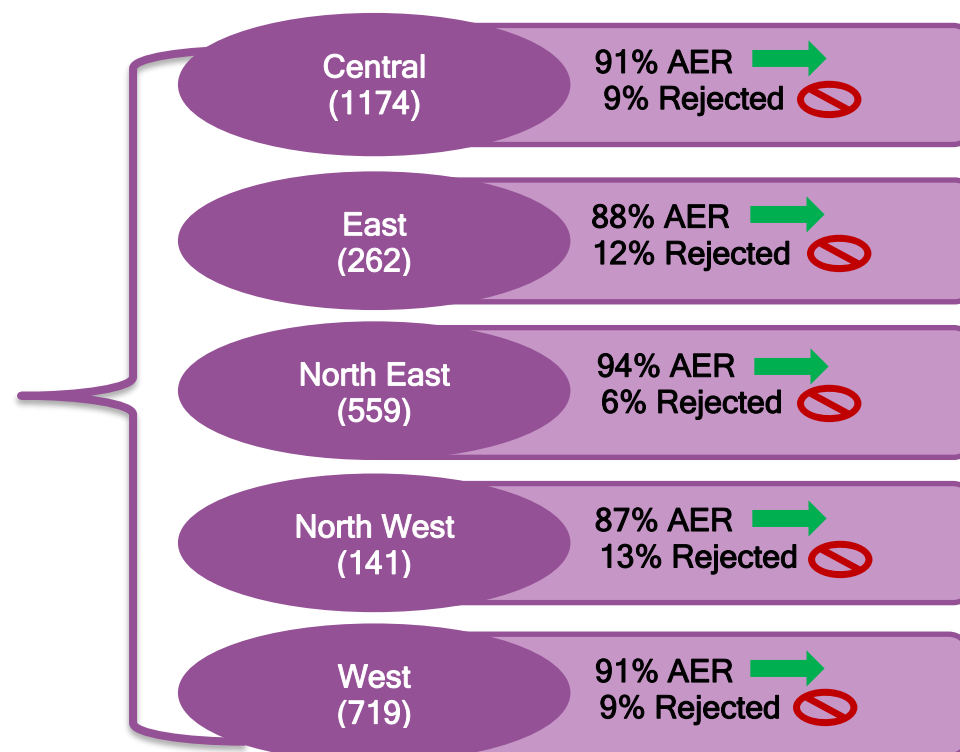 Central
(1174)
91% AER
9% Rejected
East
(262)
88% AER
12% Rejected
North East
(559)
94% AER
6% Rejected
North West
(141)
87% AER
13% Rejected
West
(719)
91% AER
9% Rejected